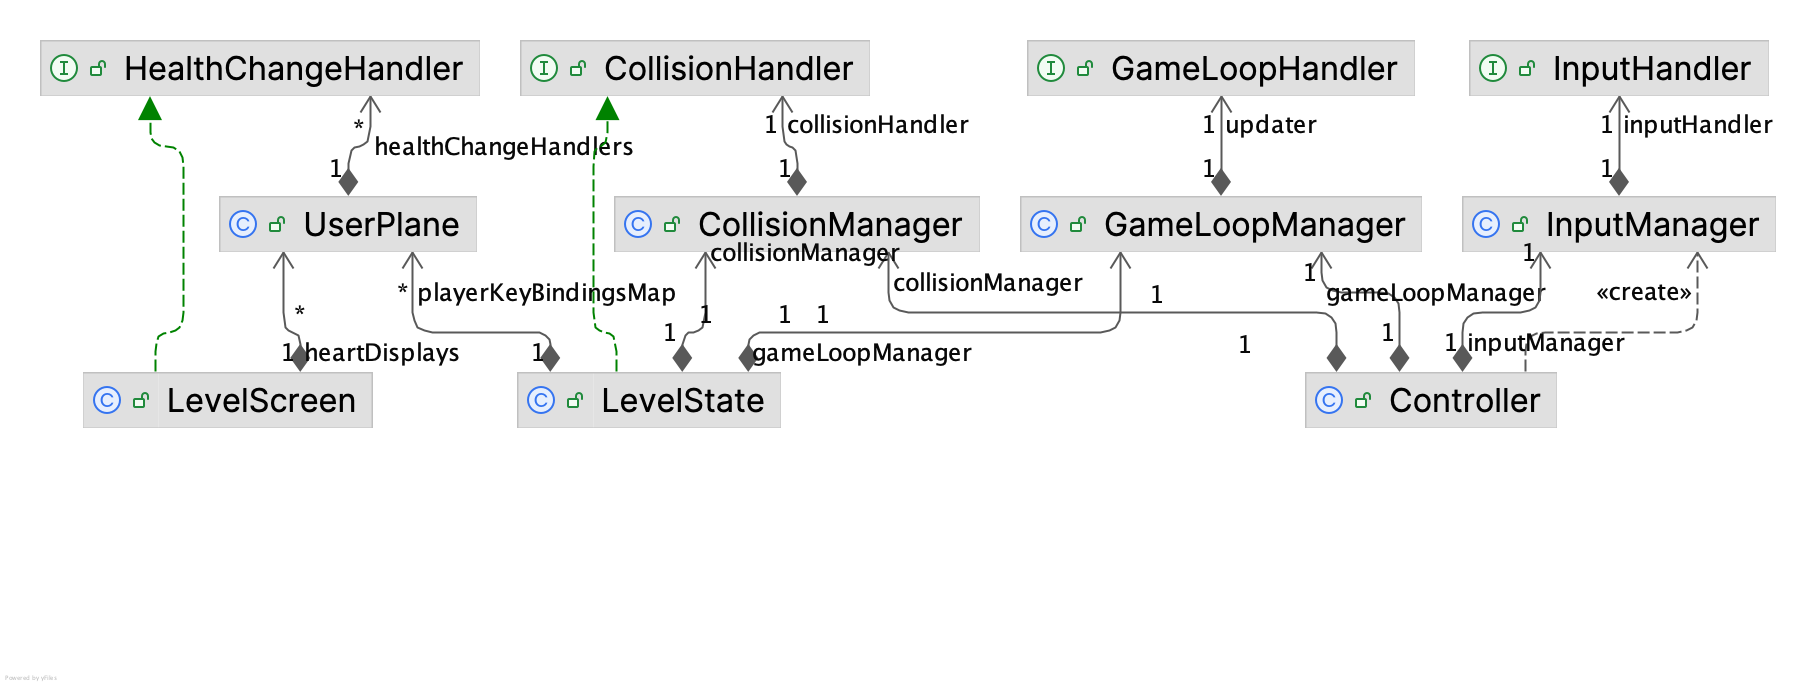 I HealthChangeHandler
I CollisionHandler
I GameLoopHandler
I InputHandler
*
healthChangeHandlers
1
1 collisionHandler
1
1 updater
1
1 inputHandler
1
C UserPlane
C CollisionManager
C GameLoopManager
C InputManager
*
1 heartDisplays
* playerKeyBindingsMap
1
collisionManager
1
1
1
1
gameLoopManager
collisionManager
1
1
1
gameLoopManager
1
1
1 inputManager
«create»
C LevelScreen
C LevelState
C Controller
Powered by yFiles